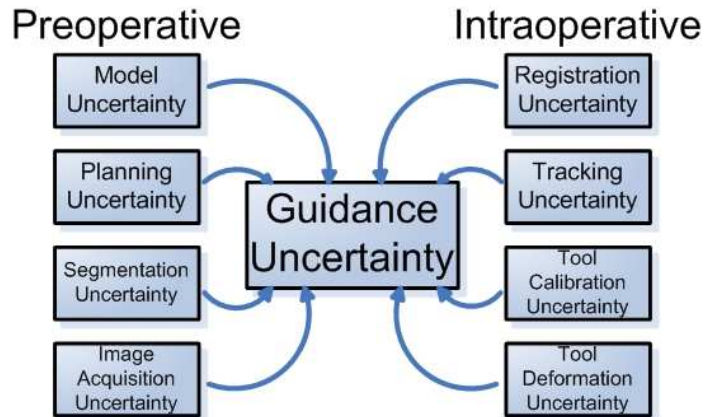 Preoperative
Model
Uncertainty
Planning
Uncertainty
Segmentation
Uncertainty
Image
Acquisition
Uncertainty
Guidance
Uncertainty
Intraoperative
Registration
Uncertainty
Tracking
Uncertainty
Tool
Calibration
Uncertainty
Tool
Deformation
Uncertainty